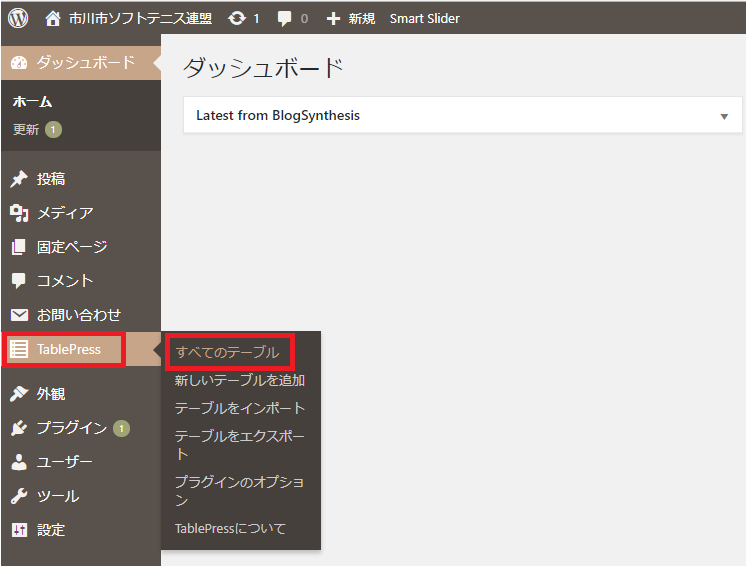 市川市ソフトテニス連盟 1 0 新規 Smart Slider
ダッシュボード
ホーム
更新 1
投稿
メディア
固定ページ
コメント
お問い合わせ
TablePress
外観
プラグイン 1
ユーザー
ツール
設定
ダッシュボード
Latest from BlogSynthesis
すべてのテーブル
新しいテーブルを追加
テーブルをインポート
テーブルをエクスポー
ト
プラグインのオプショ
ン
TablePressについて